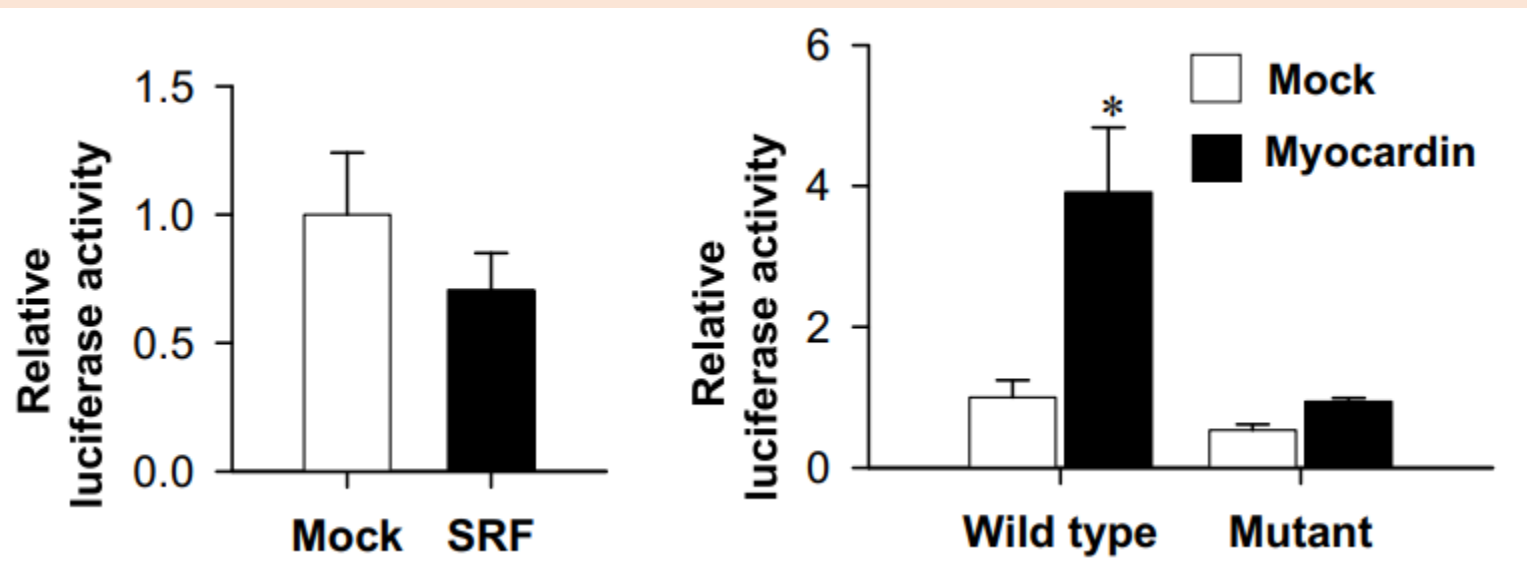 Relative
luciferase activity
1.5
1.0
0.5
0.0
Mock SRF
Relative
luciferase activity
6
4
2
0
*
Mock
Myocardin
Wild type Mutant